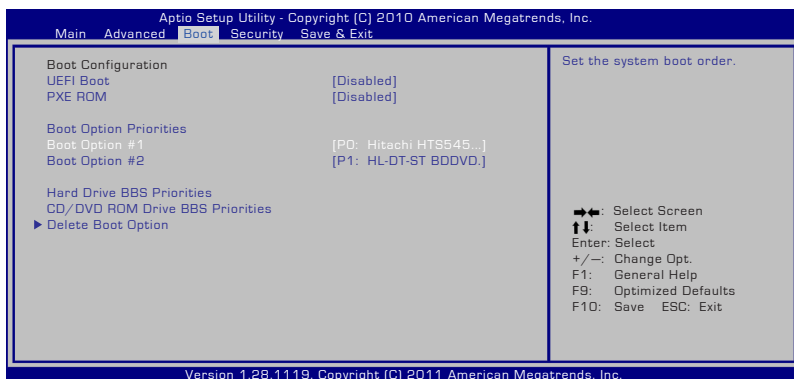 Aptio Setup Utility - Copyright (C) 2010 American Megatrends, Inc.
Main Advanced Boot Security Save & Exit
Boot Configuration
UEFI Boot [Disabled]
PXE ROM [Disabled]
Boot Option Priorities
Boot Option #1 [P0: Hitachi HTS545...]
Boot Option #2 [P1: HL-DT-ST BDDVD.]
Hard Drive BBS Priorities
CD/DVD ROM Drive BBS Priorities
Delete Boot Option
Set the system boot order.
→←: Select Screen
↑↓: Select Item
Enter: Select
+/—: Change Opt.
F1: General Help
F9: Optimized Defaults
F10: Save ESC: Exit
Version 1.28.1119. Copyright (C) 2011 American Megatrends, Inc.